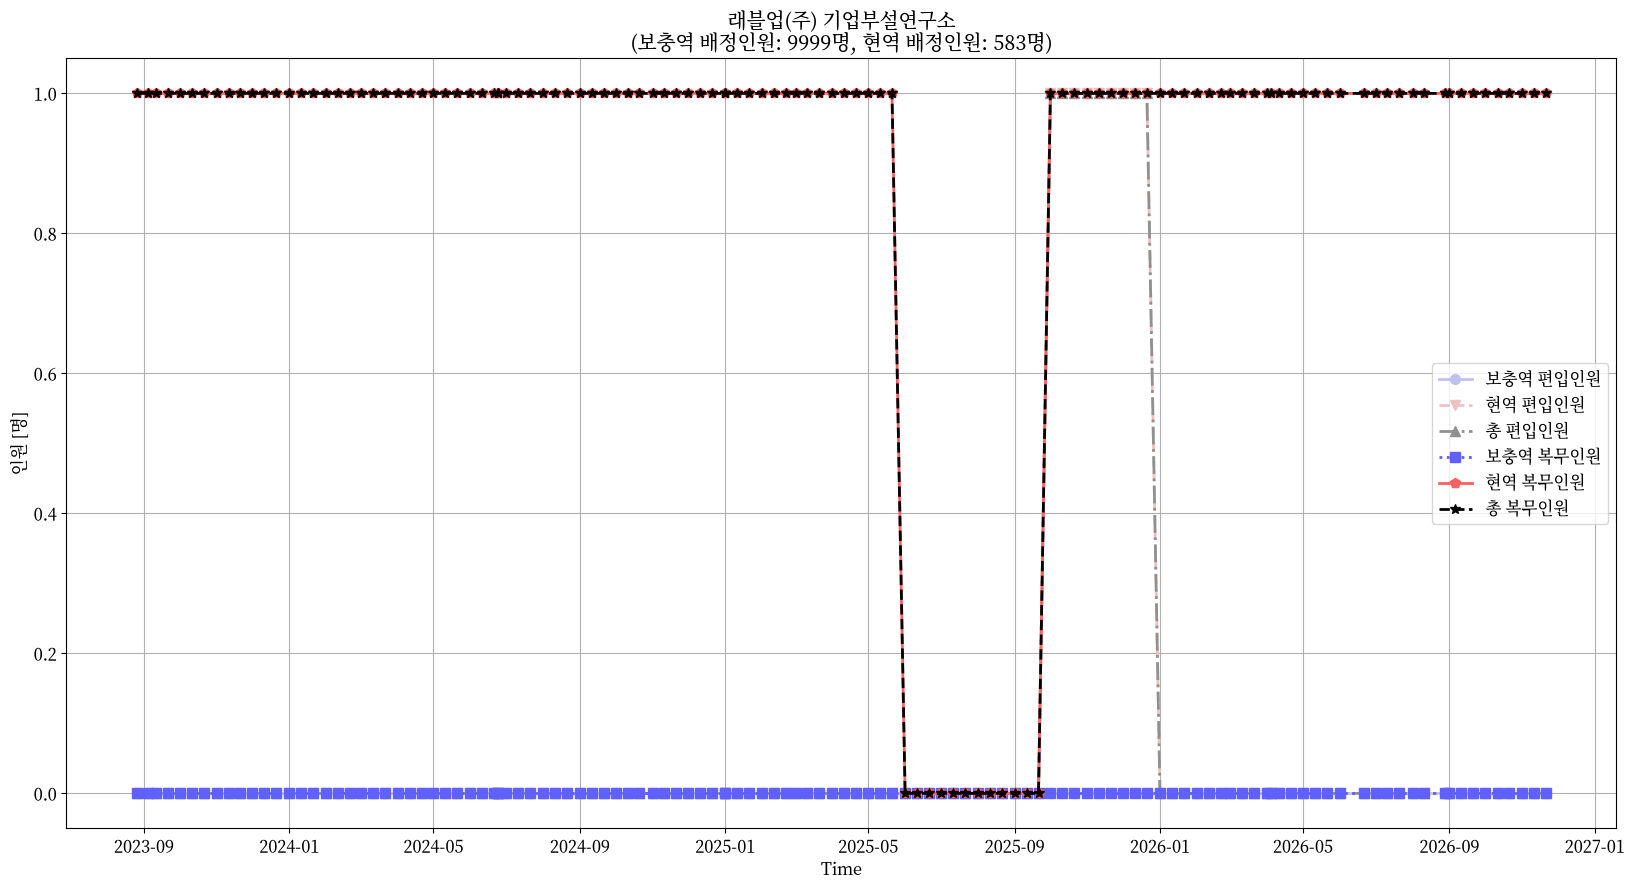 래블업(주) 기업부설연구소
(보충역 배정인원: 9999명, 현역 배정인원: 583명)
1.0
0.8
0.6
0.4
0.2
0.0
인원 [명]
보충역 편입인원
현역 편입인원
총 편입인원
보충역 복무인원
현역 복무인원
총 복무인원
2023-09 2024-01 2024-05 2024-09 2025-01 2025-05 2025-09 2026-01 2026-05 2026-09 2027-01
Time